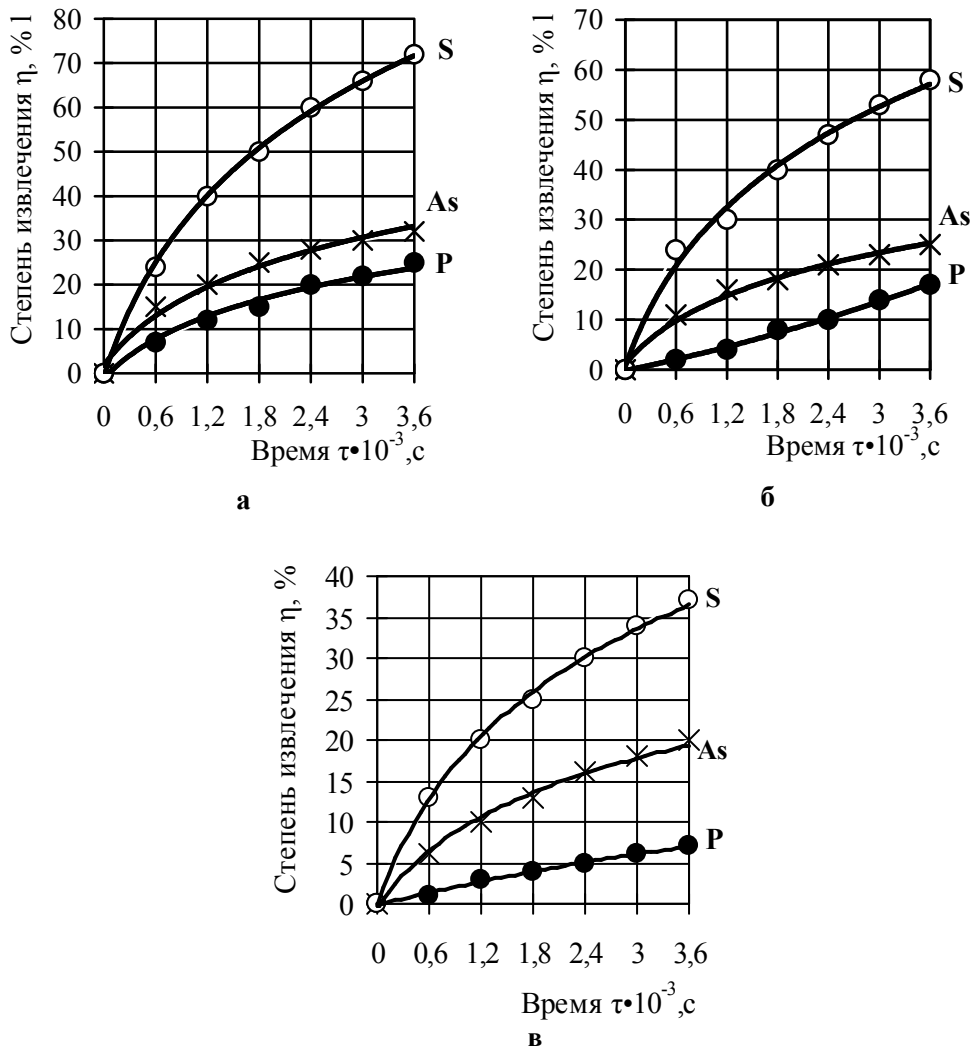 Степень извлечения η, %1
80
70
60
50
40
30
20
10
0
S
As
P
0 0,6 1,2 1,8 2,4 3 3,6
Время τ•10⁻³,с
а
Степень извлечения η, %1
70
60
50
40
30
20
10
0
S
As
P
0 0,6 1,2 1,8 2,4 3 3,6
Время τ•10⁻³,с
б
Степень извлечения η, %
40
35
30
25
20
15
10
5
0
S
As
P
0 0,6 1,2 1,8 2,4 3 3,6
Время τ•10⁻³,с
в